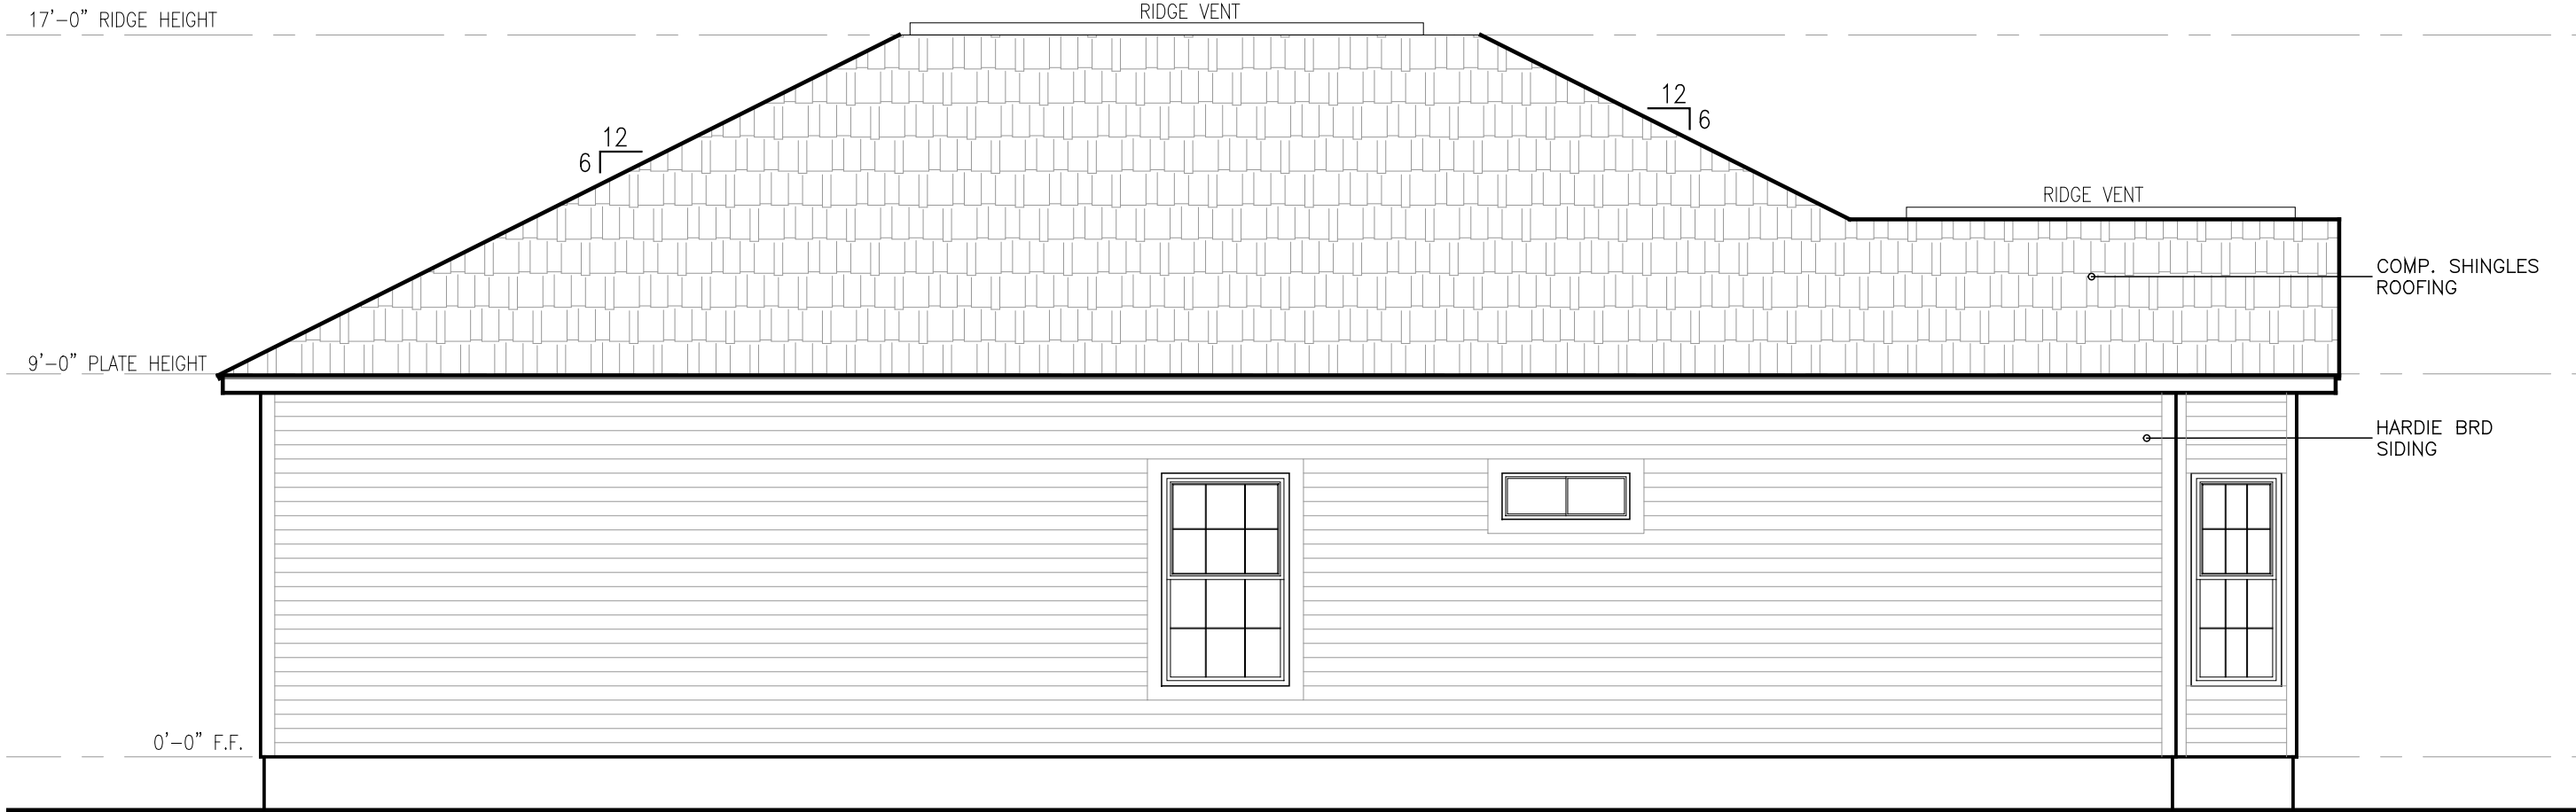 17'-0" RIDGE HEIGHT
RIDGE VENT
12
6
12
6
RIDGE VENT
COMP. SHINGLES
ROOFING
9'-0" PLATE HEIGHT
HARDIE BRD
SIDING
0'-0" F.F.